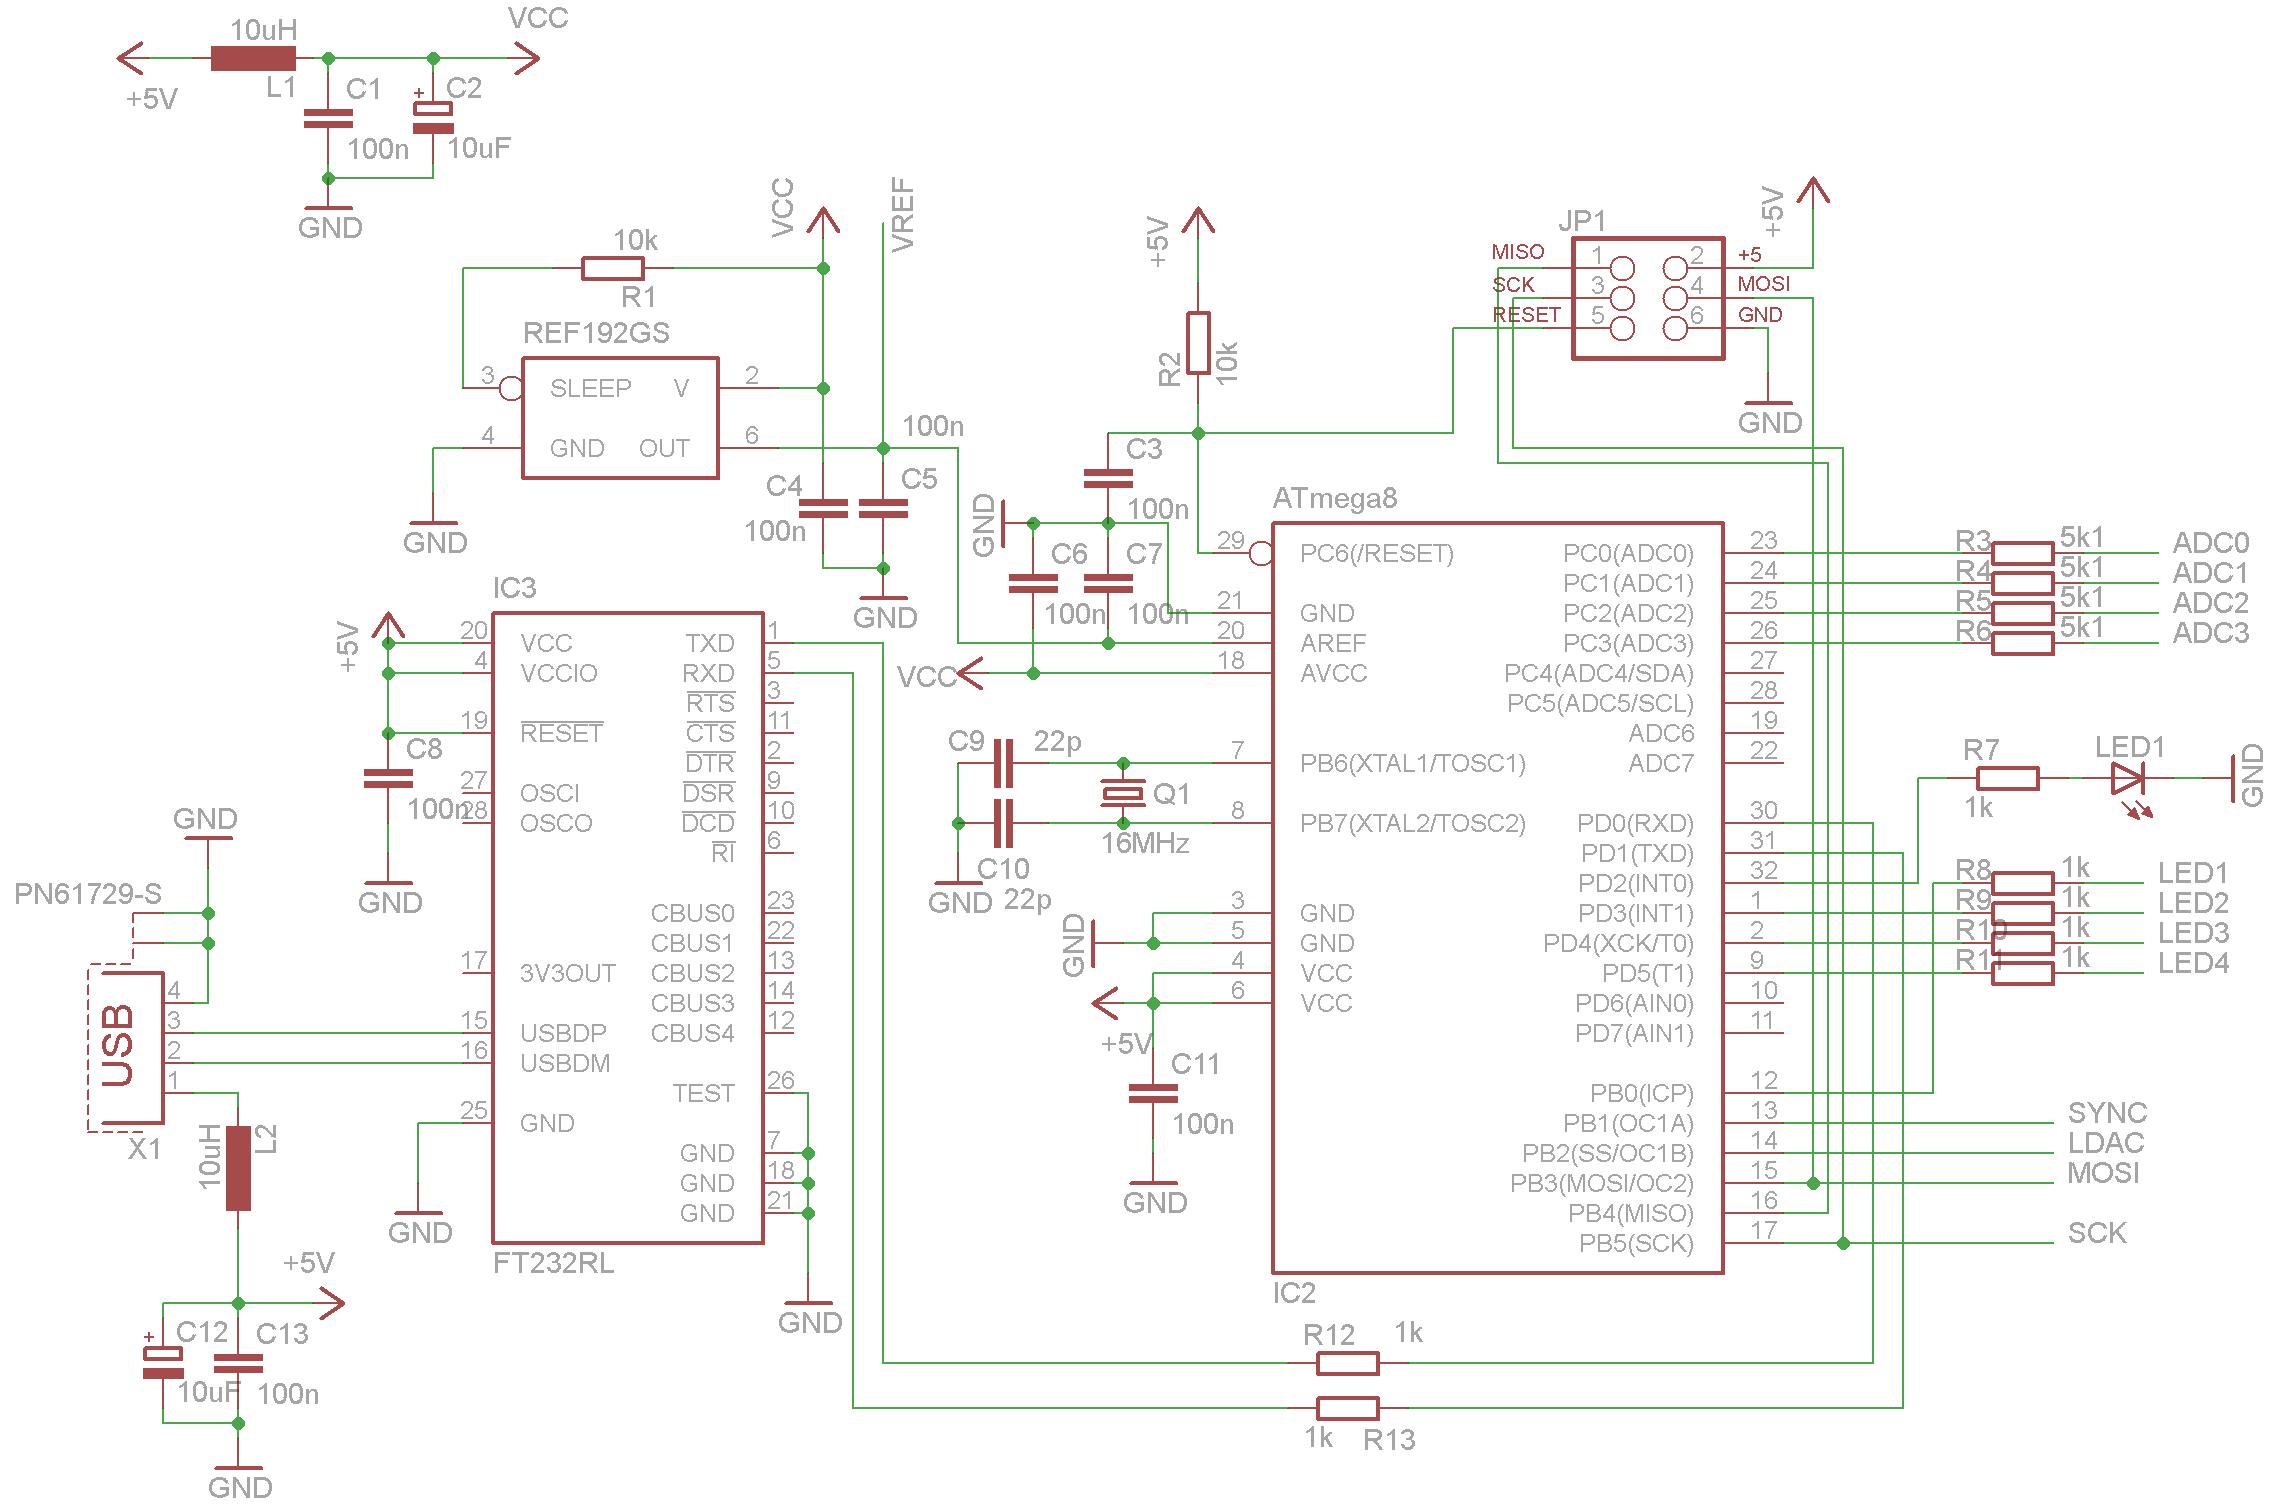 10uH
VCC
+5V
L1
C1
+
C2
100n
10uF
GND
VCC
VREF
10k
R1
REF192GS
3
SLEEP
V
2
4
GND
OUT
6
GND
100n
C4
C5
100n
GND
+5V
R2
10k
C3
100n
GND
C6
C7
100n
100n
VCC
JP1
+5V
MISO
1
2
+5
SCK
3
4
MOSI
RESET
5
6
GND
GND
ATmega8
29
PC6(/RESET)
21
GND
20
AREF
18
AVCC
7
PB6(XTAL1/TOSC1)
8
PB7(XTAL2/TOSC2)
3
GND
5
GND
4
VCC
6
VCC
PC0(ADC0)
23
R3
5k1
ADC0
PC1(ADC1)
24
R4
5k1
ADC1
PC2(ADC2)
25
R5
5k1
ADC2
PC3(ADC3)
26
R6
5k1
ADC3
PC4(ADC4/SDA)
27
PC5(ADC5/SCL)
28
ADC6
19
ADC7
22
PD0(RXD)
30
PD1(TXD)
31
PD2(INT0)
32
PD3(INT1)
1
PD4(XCK/T0)
2
PD5(T1)
9
PD6(AIN0)
10
PD7(AIN1)
11
PB0(ICP)
12
PB1(OC1A)
13
SYNC
PB2(SS/OC1B)
14
LDAC
PB3(MOSI/OC2)
15
MOSI
PB4(MISO)
16
PB5(SCK)
17
SCK
IC2
R7
1k
LED1
GND
R8
1k
LED1
R9
1k
LED2
R10
1k
LED3
R11
1k
LED4
C9
22p
Q1
16MHz
C10
22p
GND
GND
+5V
C11
100n
GND
IC3
+5V
20
VCC
TXD
1
4
VCCIO
RXD
5
RTS
3
19
RESET
CTS
11
DTR
2
27
OSCI
DSR
9
28
OSCO
DCD
10
RI
6
CBUS0
23
CBUS1
22
17
3V3OUT
CBUS2
13
CBUS3
14
15
USBDP
CBUS4
12
16
USBDM
TEST
26
25
GND
GND
7
GND
18
GND
21
FT232RL
C8
100n
GND
GND
GND
GND
PN61729-S
USB
4
3
2
1
X1
10uH
L2
+5V
+
C12
C13
10uF
100n
GND
R12
1k
1k
R13